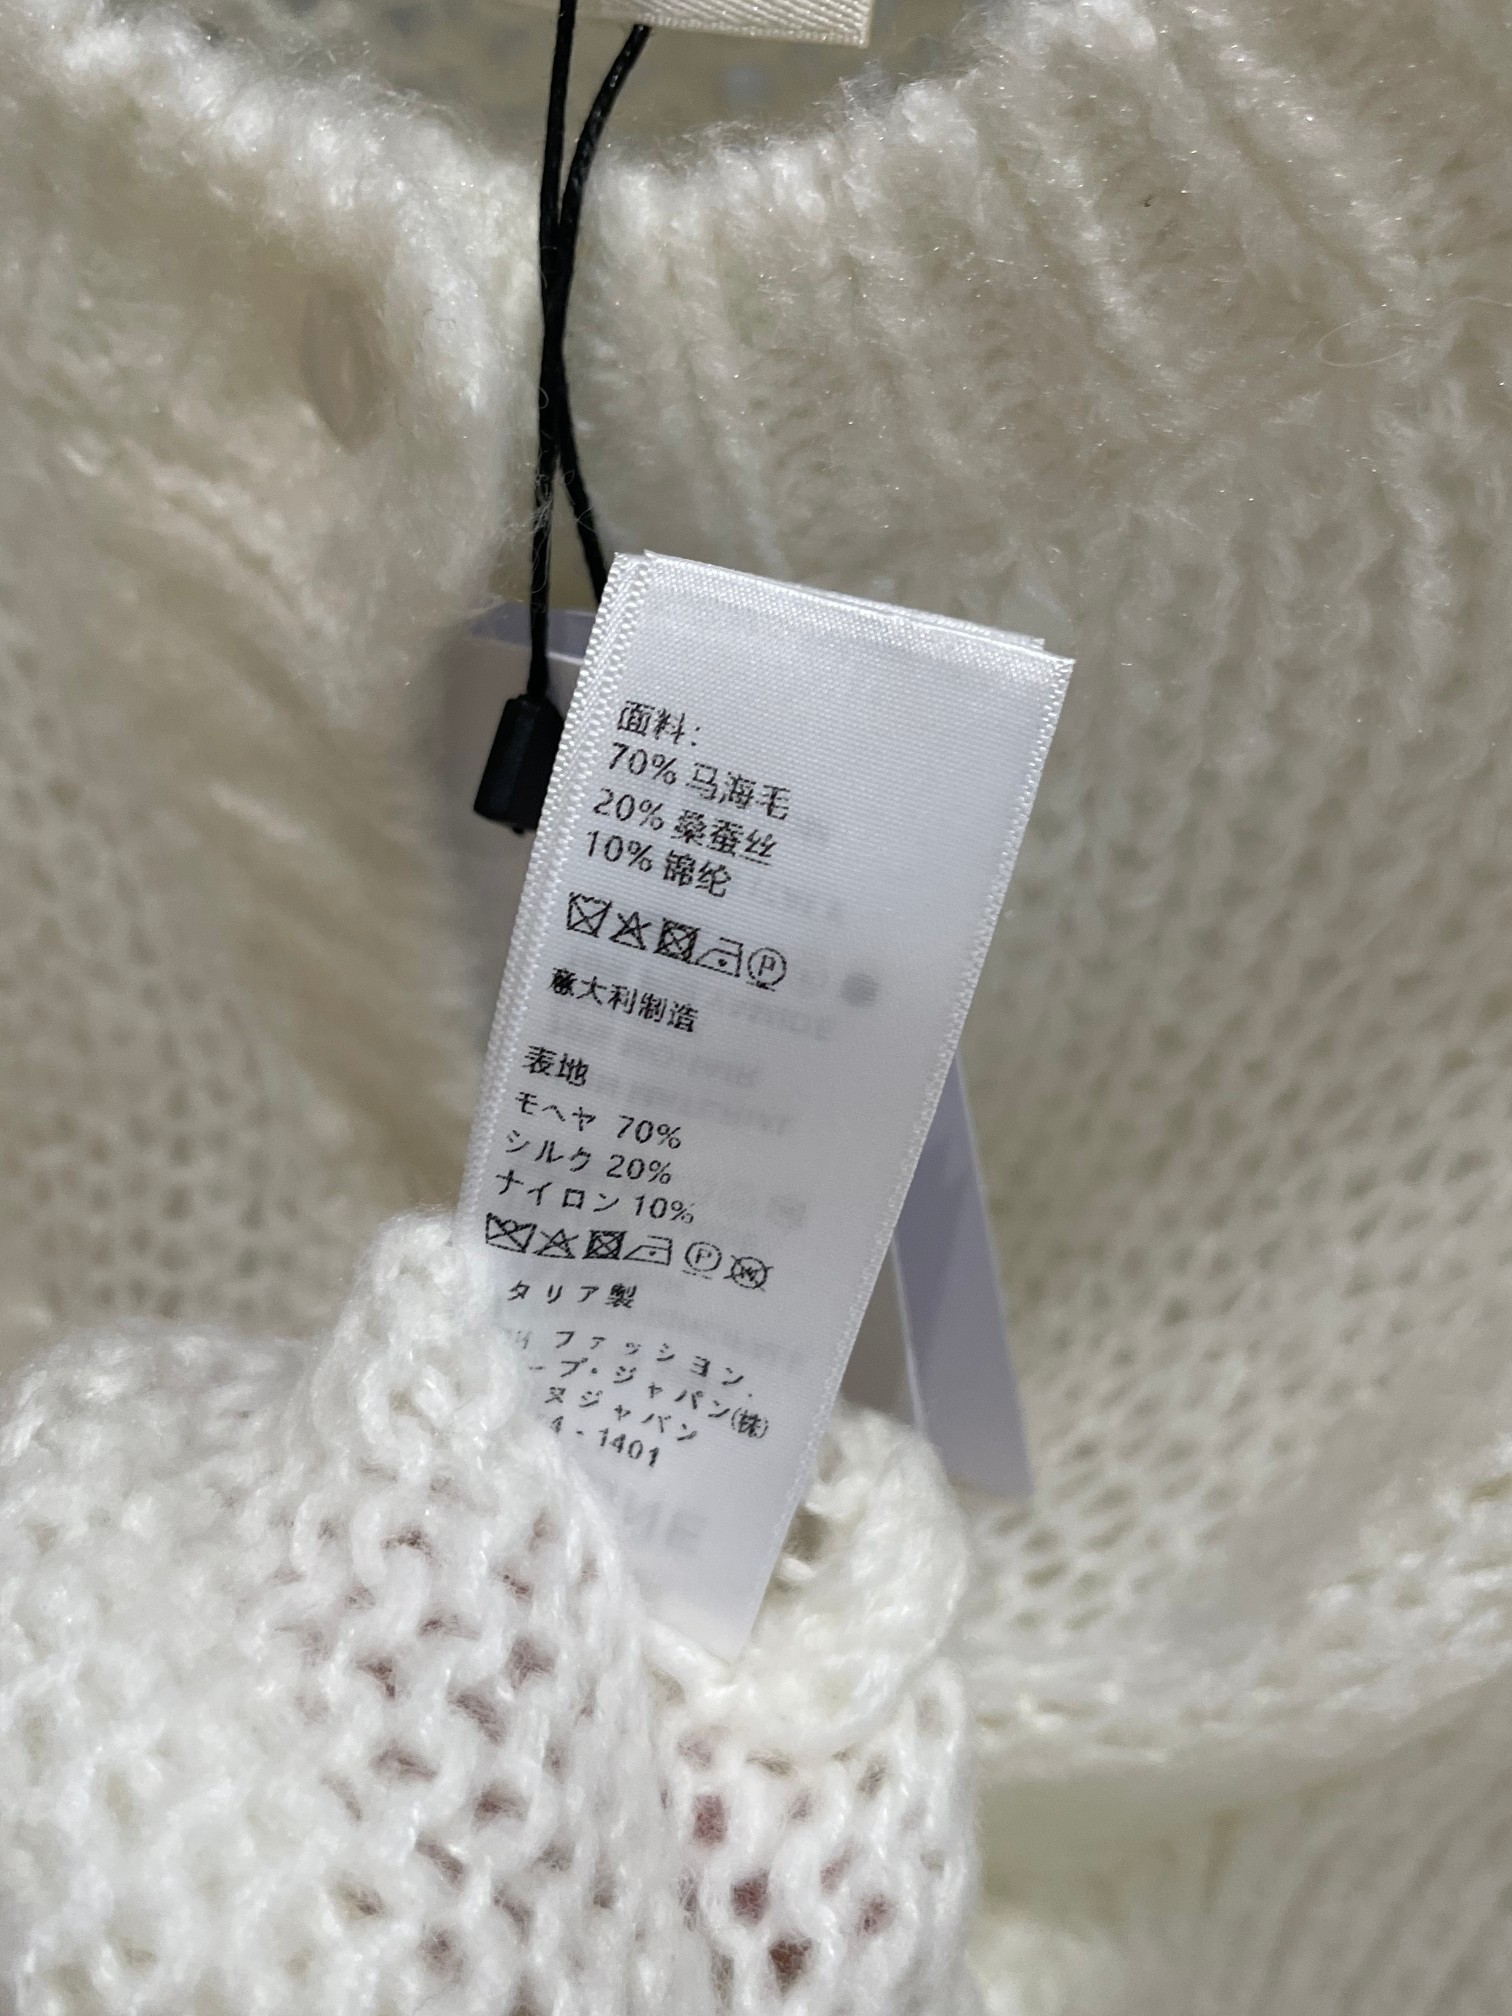 面料:
70% 马海毛
20% 桑蚕丝
10% 锦纶
P
意大利制造
表地
モヘヤ 70%
シルク 20%
ナイロン 10%
P W
タリア製
ファッション.
ープ・ジャパン(株)
ヌジャパン
4-1401